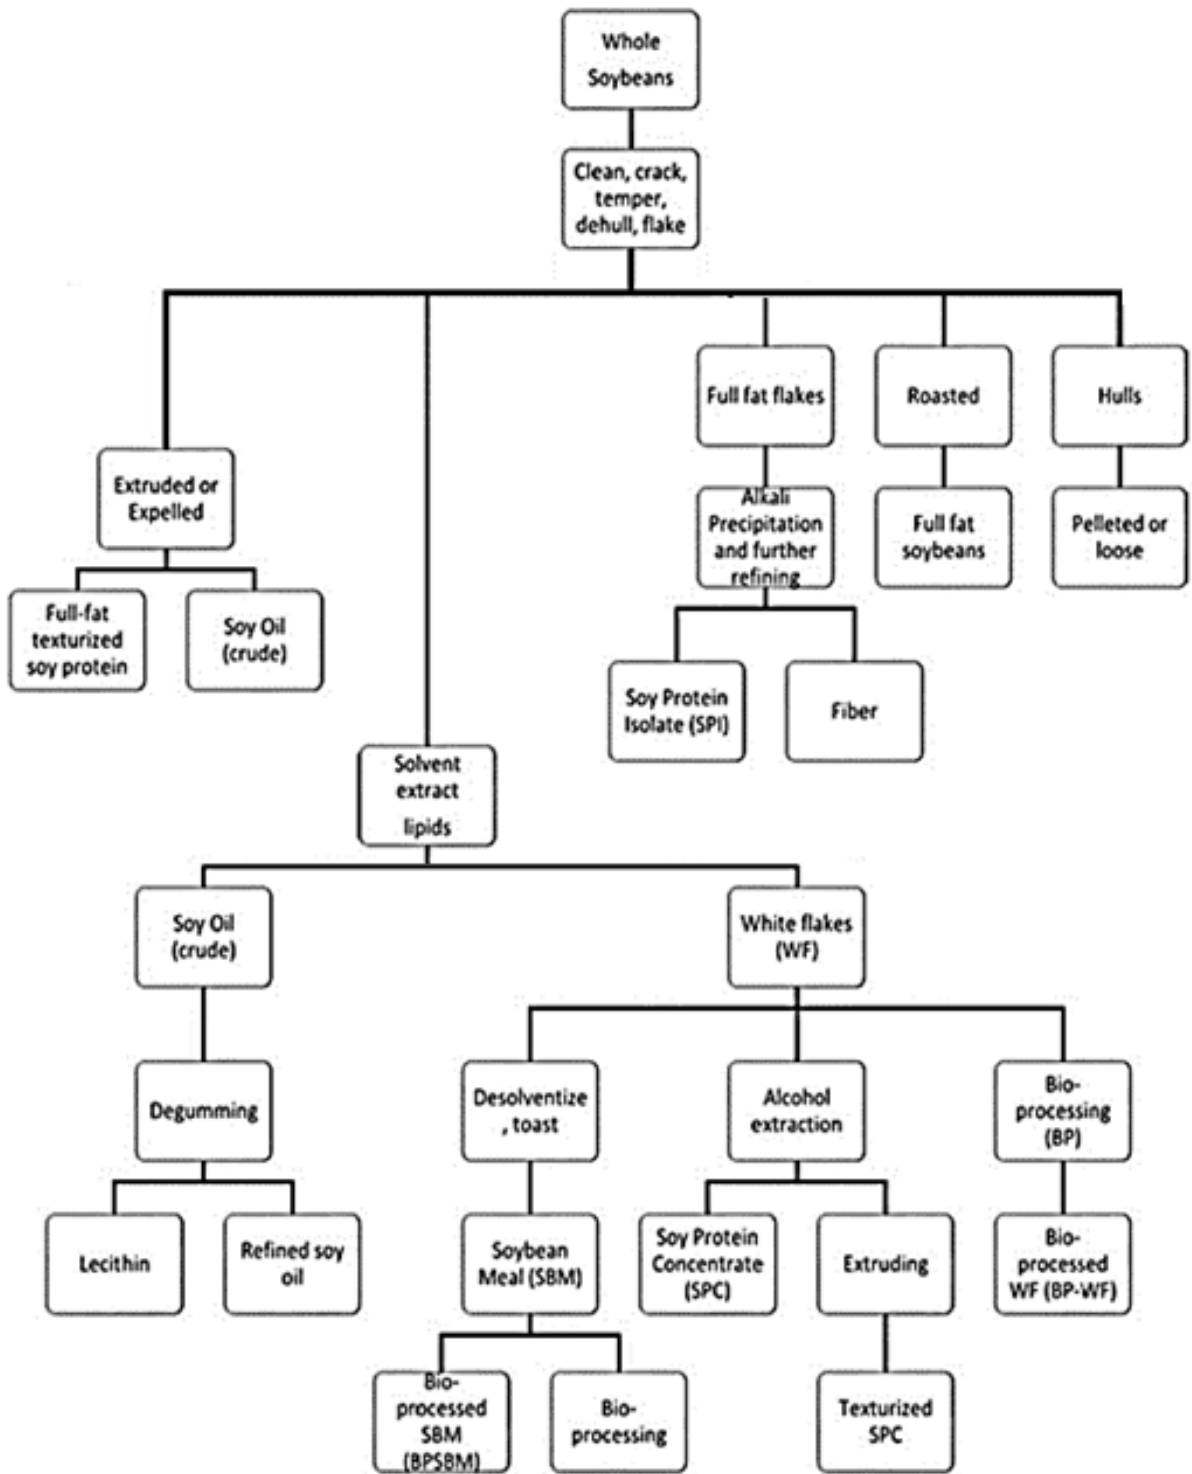 Whole
Soybeans
Clean, crack,
temper,
dehull, flake
Full fat flakes
Roasted
Hulls
Extruded or
Expelled
Alkali
Precipitation
and further
refining
Full fat
soybeans
Pelleted or
loose
Full-fat
texturized
soy protein
Soy Oil
(crude)
Soy Protein
Isolate (SPI)
Fiber
Solvent
extract
lipids
Soy Oil
(crude)
White flakes
(WF)
Degumming
Desolventize
, toast
Alcohol
extraction
Bio-
processing
(BP)
Lecithin
Refined soy
oil
Soybean
Meal (SBM)
Soy Protein
Concentrate
(SPC)
Extruding
Bio-
processed
WF (BP-WF)
Bio-
processed
SBM
(BPSBM)
Bio-
processing
Texturized
SPC